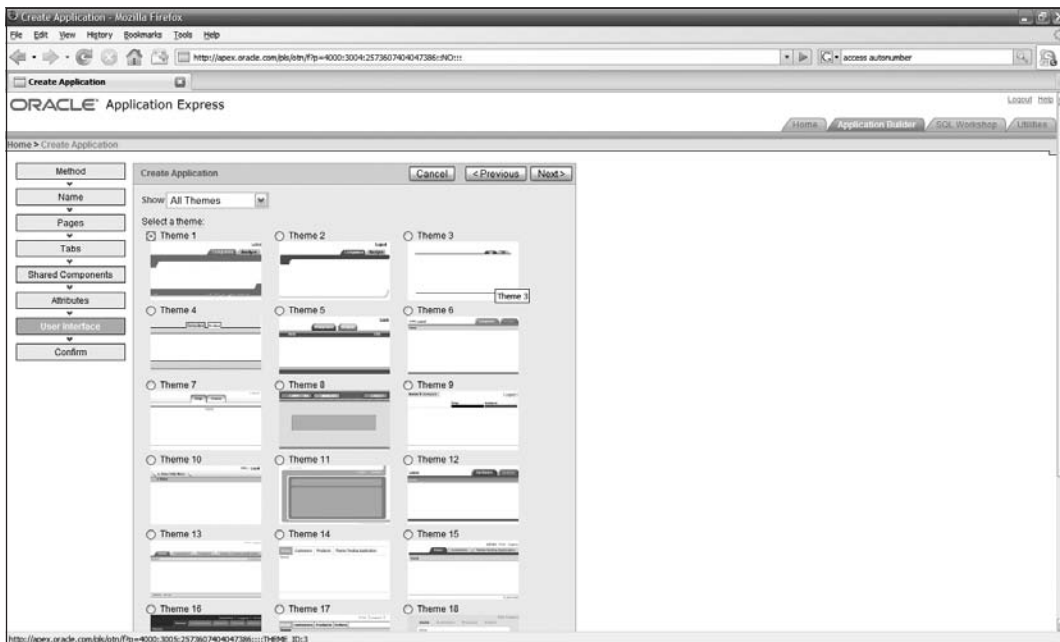 Create Application - Mozilla Firefox
File Edit View History Bookmarks Tools Help
http://apex.oracle.com/pls/otn/f?p=4000:3004:2573607404047386::NO:::
access autonumber
Create Application
ORACLE Application Express
Logout Help
Home Application Builder SQL Workshop Utilities
Home > Create Application
Method
Name
Pages
Tabs
Shared Components
Attributes
User Interface
Confirm
Create Application
Cancel < Previous Next >
Show All Themes
Select a theme:
Theme 1 Theme 2 Theme 3
Theme 3
Theme 4 Theme 5 Theme 6
Theme 7 Theme 8 Theme 9
Theme 10 Theme 11 Theme 12
Theme 13 Theme 14 Theme 15
Theme 16 Theme 17 Theme 18
http://apex.oracle.com/pls/otn/f?p=4000:3005:2573607404047386::::THEME_ID:3